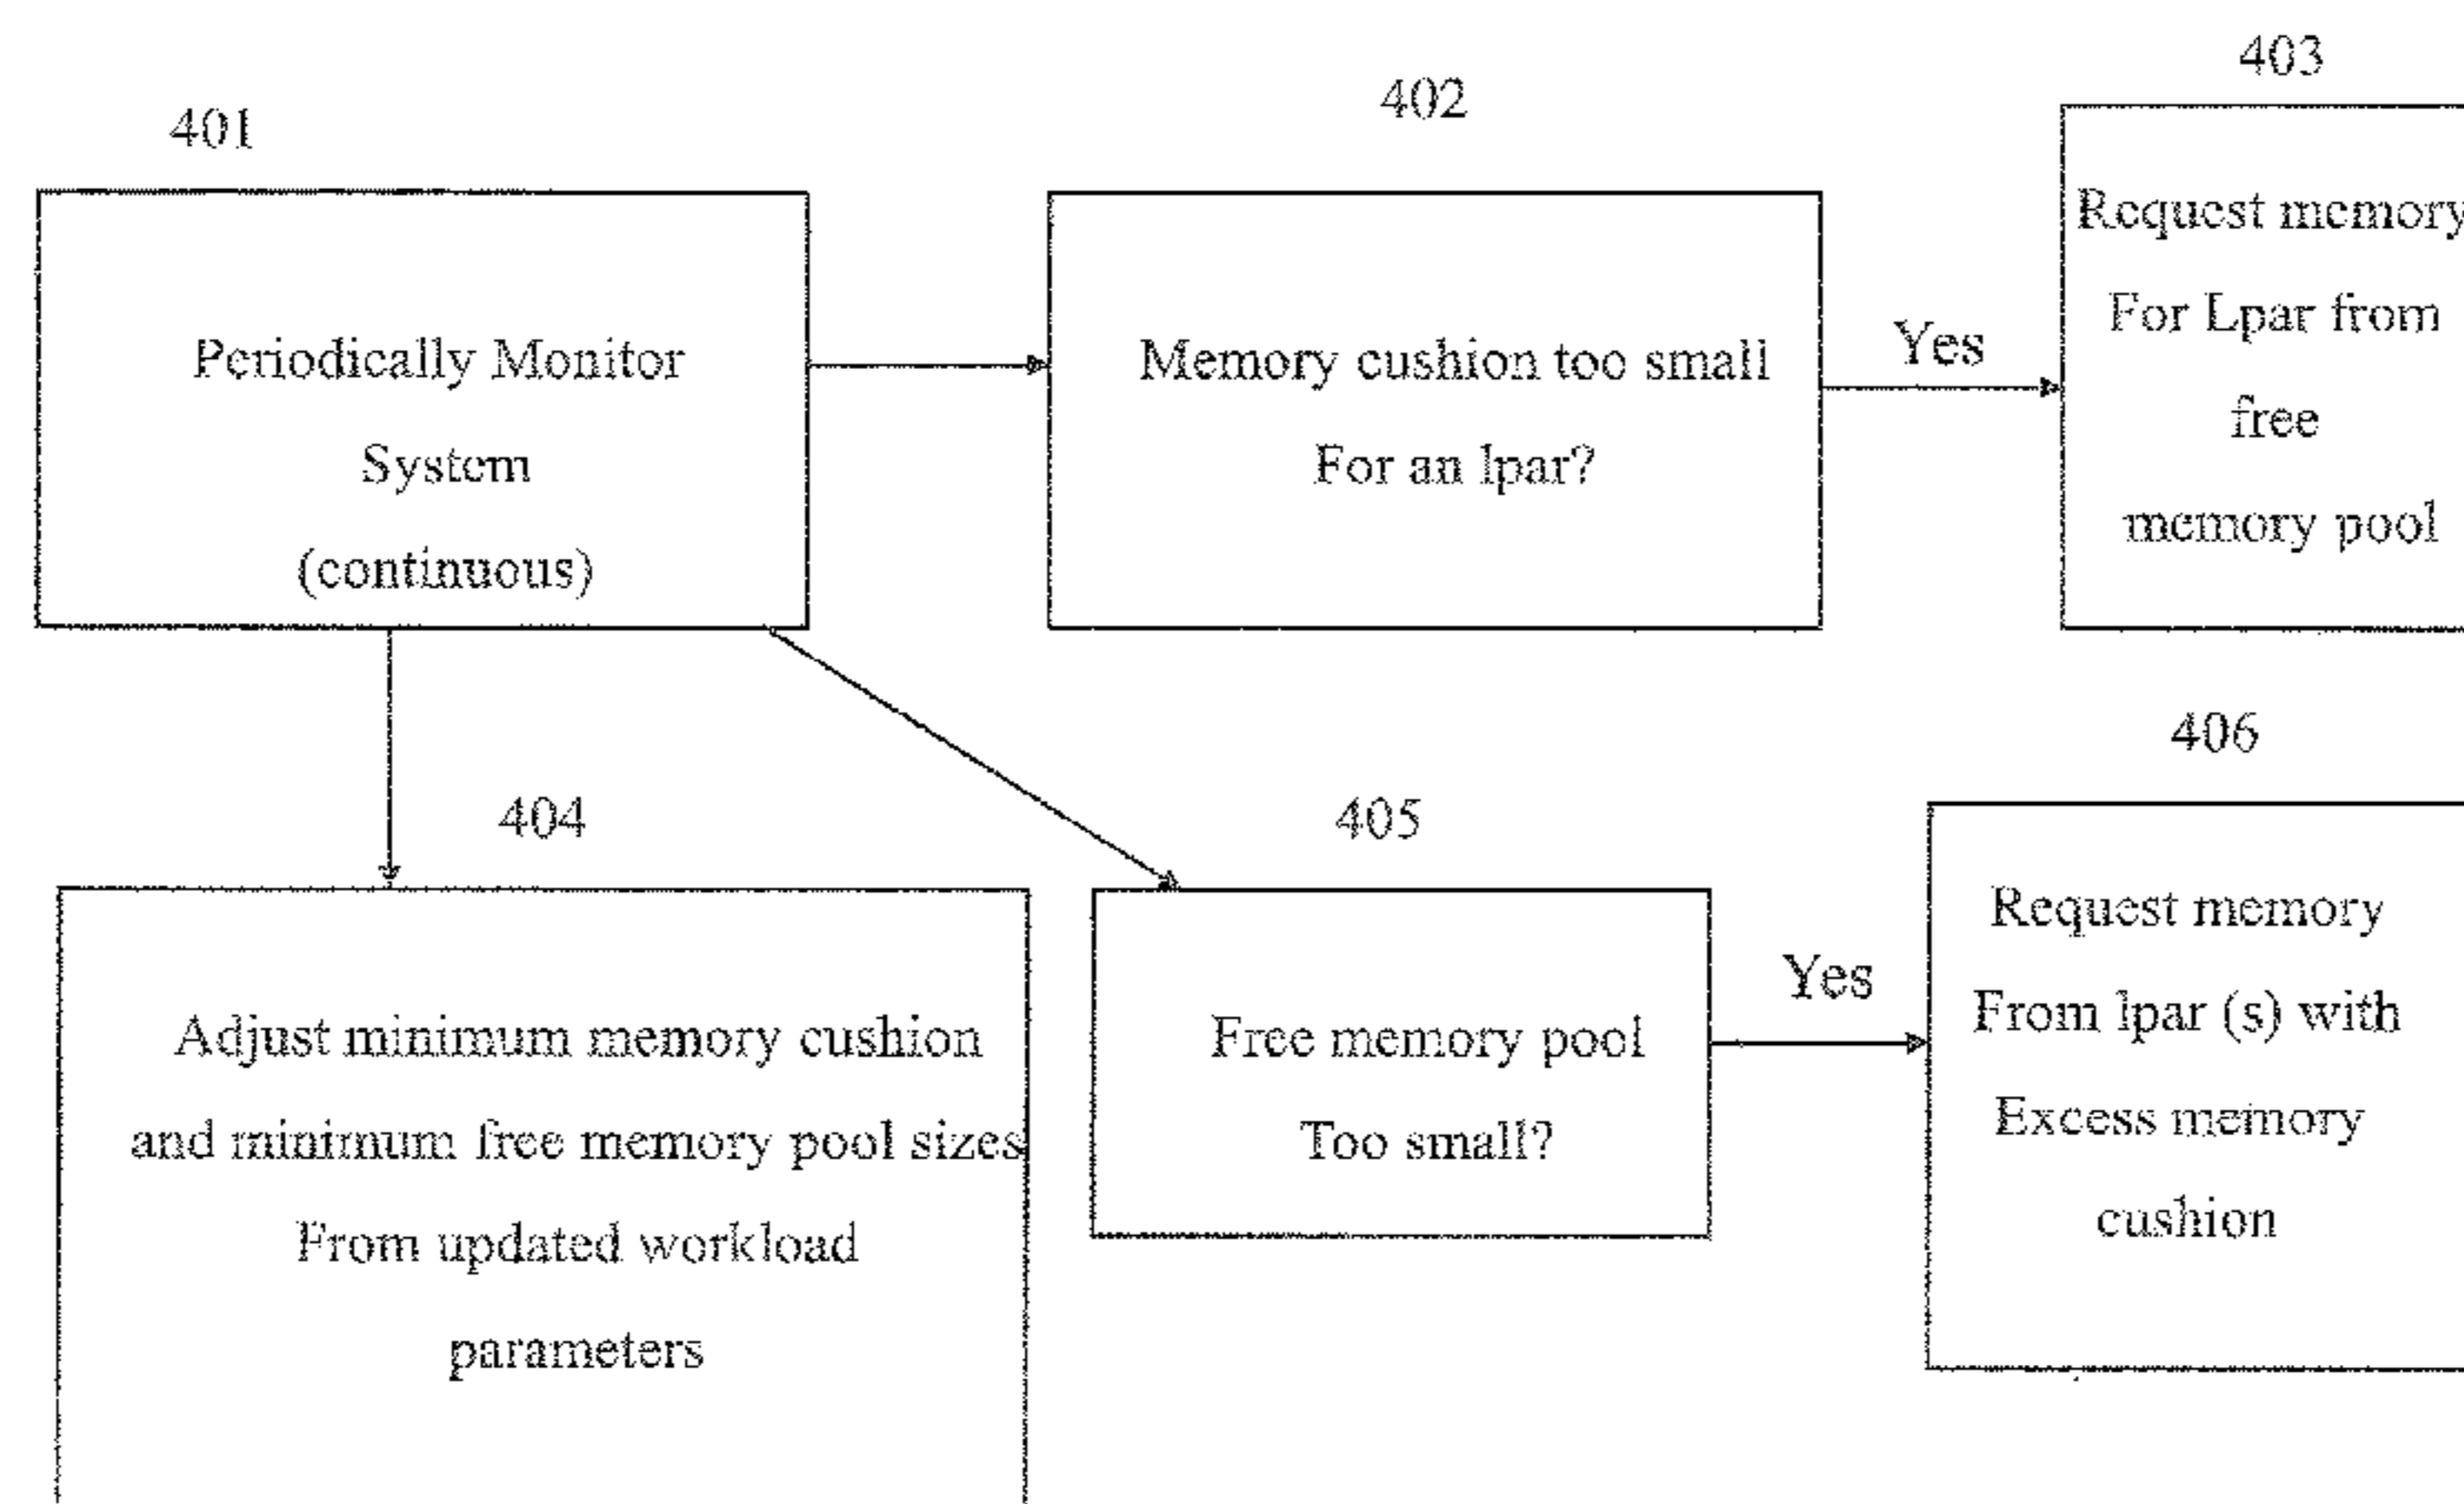 401
Periodically Monitor
System
(continuous)
402
Memory cushion too small
For an lpar?
Yes
403
Request memory
For Lpar from
free
memory pool
404
Adjust minimum memory cushion
and minimum free memory pool sizes
From updated workload
parameters
405
Free memory pool
Too small?
Yes
406
Request memory
From lpar (s) with
Excess memory
cushion